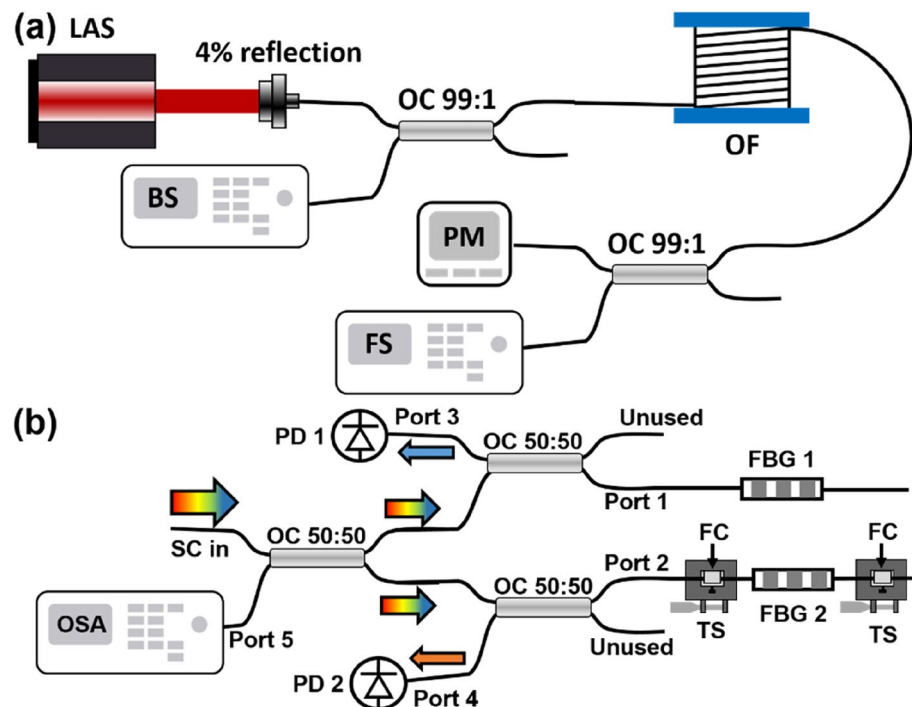 (a)
LAS
4% reflection
OC 99:1
OF
BS
PM
OC 99:1
FS
(b)
PD 1
Port 3
OC 50:50
Unused
FBG 1
Port 1
SC in
OC 50:50
Port 2
FC
FC
OC 50:50
FBG 2
TS
TS
OSA
Port 5
Unused
PD 2
Port 4